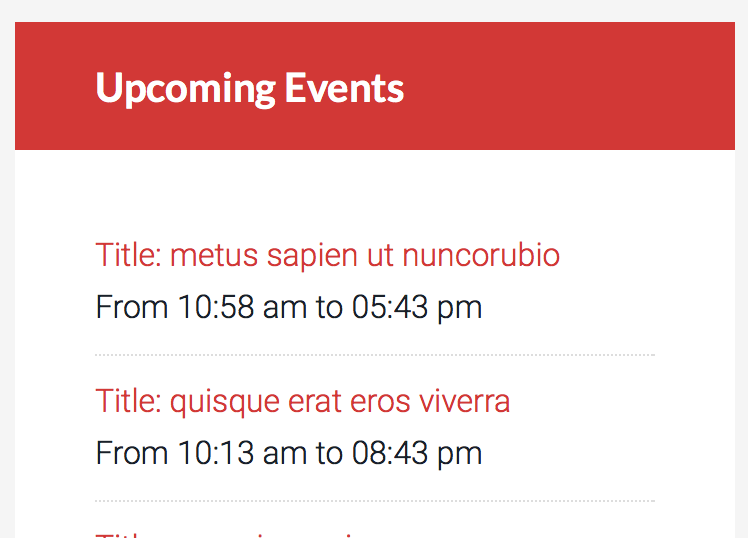 Upcoming Events
Title: metus sapien ut nuncorubio
From 10:58 am to 05:43 pm
Title: quisque erat eros viverra
From 10:13 am to 08:43 pm